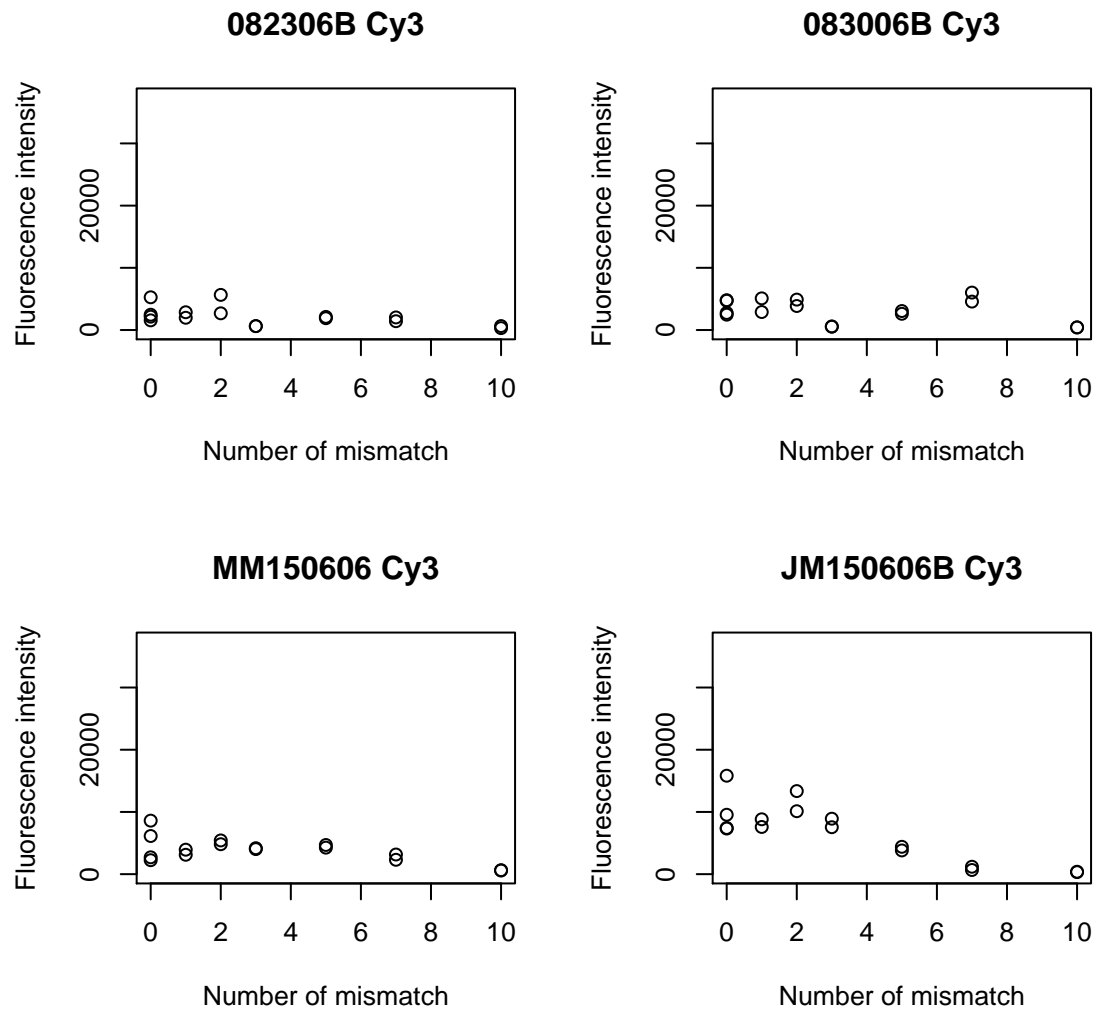 082306B Cy3
Fluorescence intensity
0
20000
0 2 4 6 8 10
Number of mismatch
083006B Cy3
Fluorescence intensity
0
20000
0 2 4 6 8 10
Number of mismatch
MM150606 Cy3
Fluorescence intensity
0
20000
0 2 4 6 8 10
Number of mismatch
JM150606B Cy3
Fluorescence intensity
0
20000
0 2 4 6 8 10
Number of mismatch